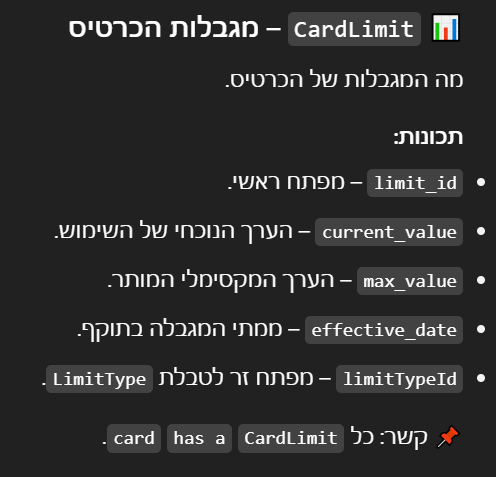 📊 CardLimit – מגבלות הכרטיס
מה המגבלות של הכרטיס.
תכונות:
• limit_id – מפתח ראשי.
• current_value – הערך הנוכחי של השימוש.
• max_value – הערך המקסימלי המותר.
• effective_date – ממתי המגבלה בתוקף.
• limitTypeId – מפתח זר לטבלת LimitType.
📌 קשר: כל CardLimit has a card.